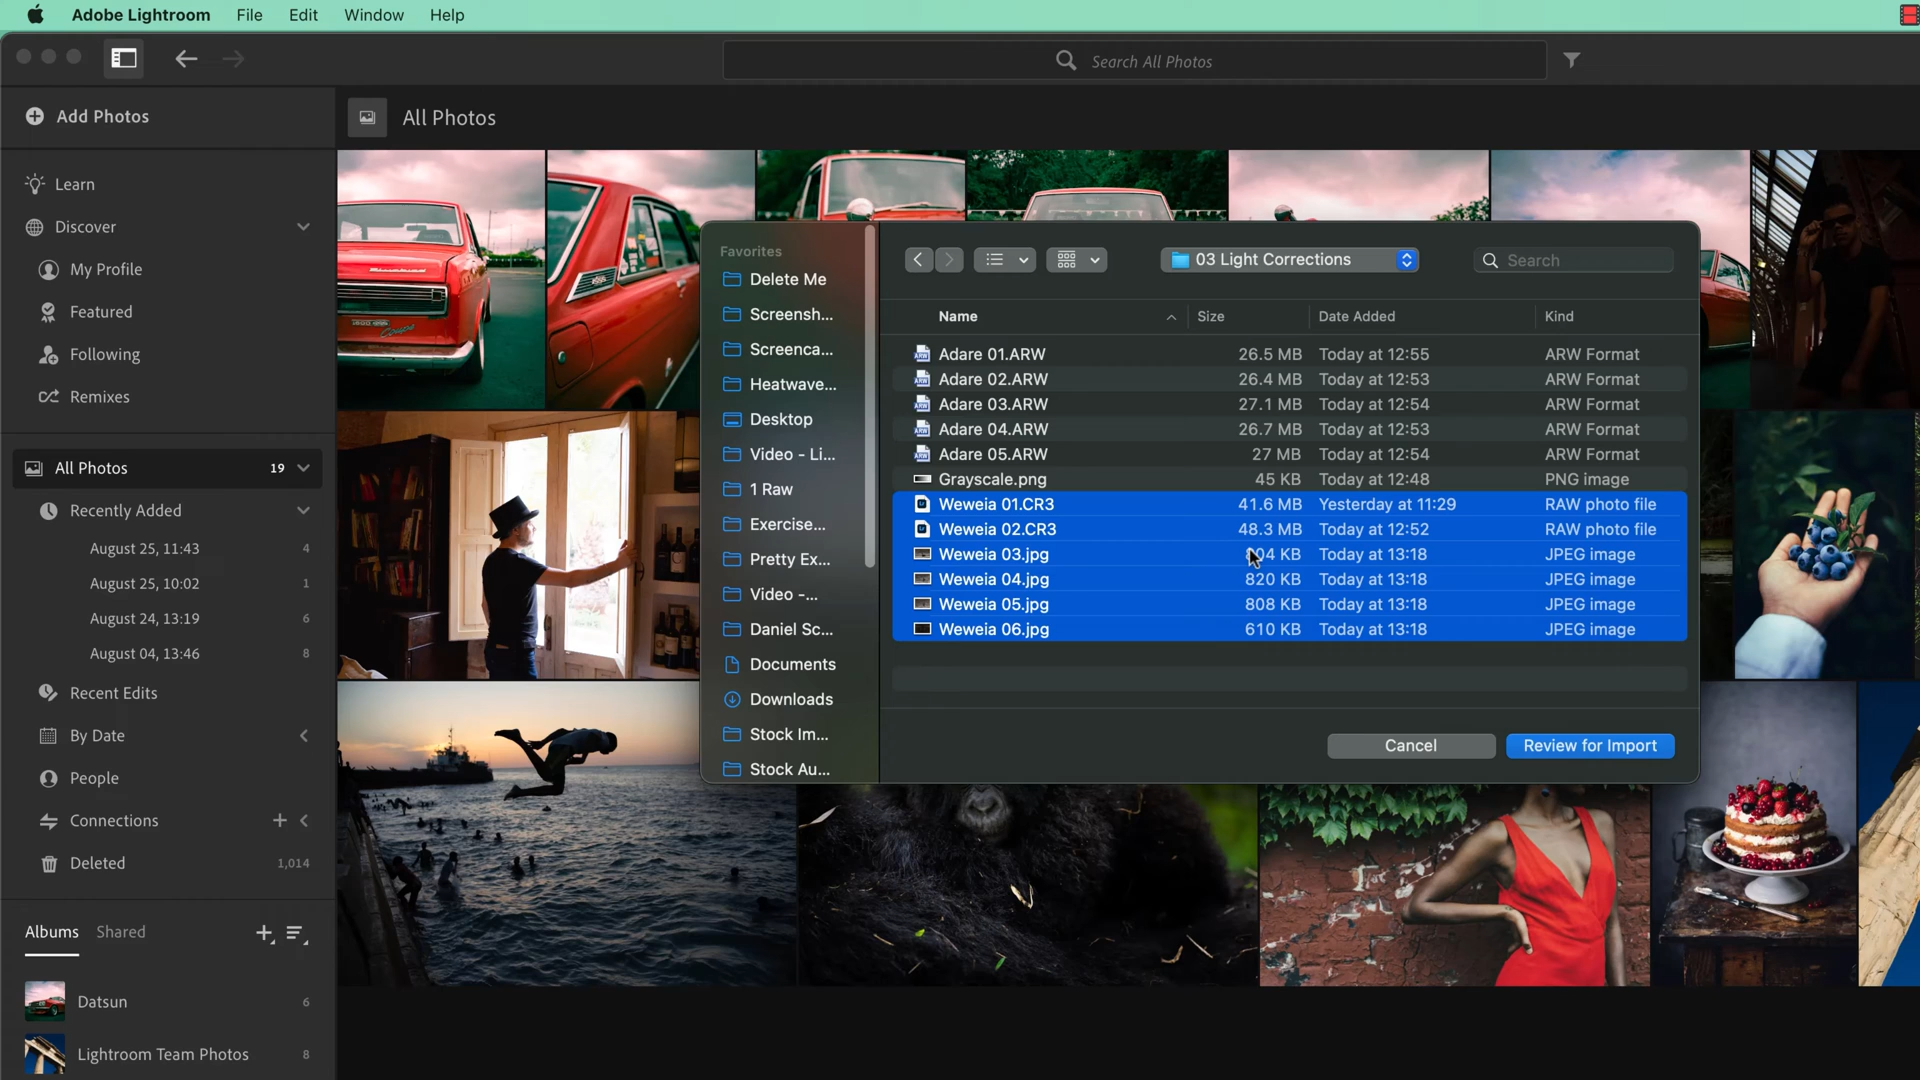 Adobe Lightroom File Edit Window Help
Search All Photos
Add Photos
All Photos
Learn
Discover
My Profile
Featured
Following
Remixes
All Photos 19
Recently Added
August 25, 11:43 4
August 25, 10:02 1
August 24, 13:19 6
August 04, 13:46 8
Recent Edits
By Date
People
Connections
Deleted 1,014
Albums Shared
Datsun 6
Lightroom Team Photos 8
Favorites
Delete Me
Screensh...
Screenca...
Heatwave...
Desktop
Video - Li...
1 Raw
Exercise...
Pretty Ex...
Video -...
Daniel Sc...
Documents
Downloads
Stock Im...
Stock Au...
03 Light Corrections
Search
Name Size Date Added Kind
Adare 01.ARW 26.5 MB Today at 12:55 ARW Format
Adare 02.ARW 26.4 MB Today at 12:53 ARW Format
Adare 03.ARW 27.1 MB Today at 12:54 ARW Format
Adare 04.ARW 26.7 MB Today at 12:53 ARW Format
Adare 05.ARW 27 MB Today at 12:54 ARW Format
Grayscale.png 45 KB Today at 12:48 PNG image
Weweia 01.CR3 41.6 MB Yesterday at 11:29 RAW photo file
Weweia 02.CR3 48.3 MB Today at 12:52 RAW photo file
Weweia 03.jpg KB Today at 13:18 JPEG image
Weweia 04.jpg 820 KB Today at 13:18 JPEG image
Weweia 05.jpg 808 KB Today at 13:18 JPEG image
Weweia 06.jpg 610 KB Today at 13:18 JPEG image
Cancel Review for Import